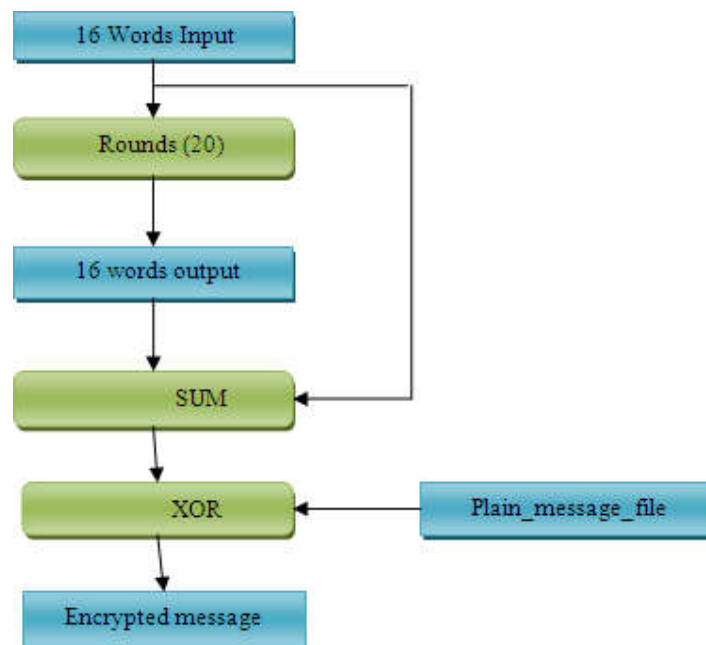 16 Words Input
Rounds (20)
16 words output
SUM
XOR
Plain_message_file
Encrypted message